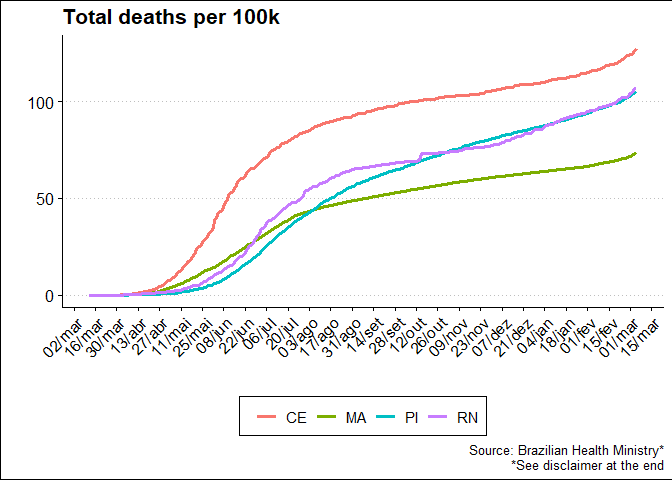 Total deaths per 100k
100
50
0
02/mar
16/mar
30/mar
13/abr
27/abr
11/mai
25/mai
08/jun
22/jun
06/jul
20/jul
03/ago
17/ago
31/ago
14/set
28/set
12/out
26/out
09/nov
23/nov
07/dez
21/dez
04/jan
18/jan
01/fev
15/fev
01/mar
15/mar
CE MA PI RN
Source: Brazilian Health Ministry*
*See disclaimer at the end